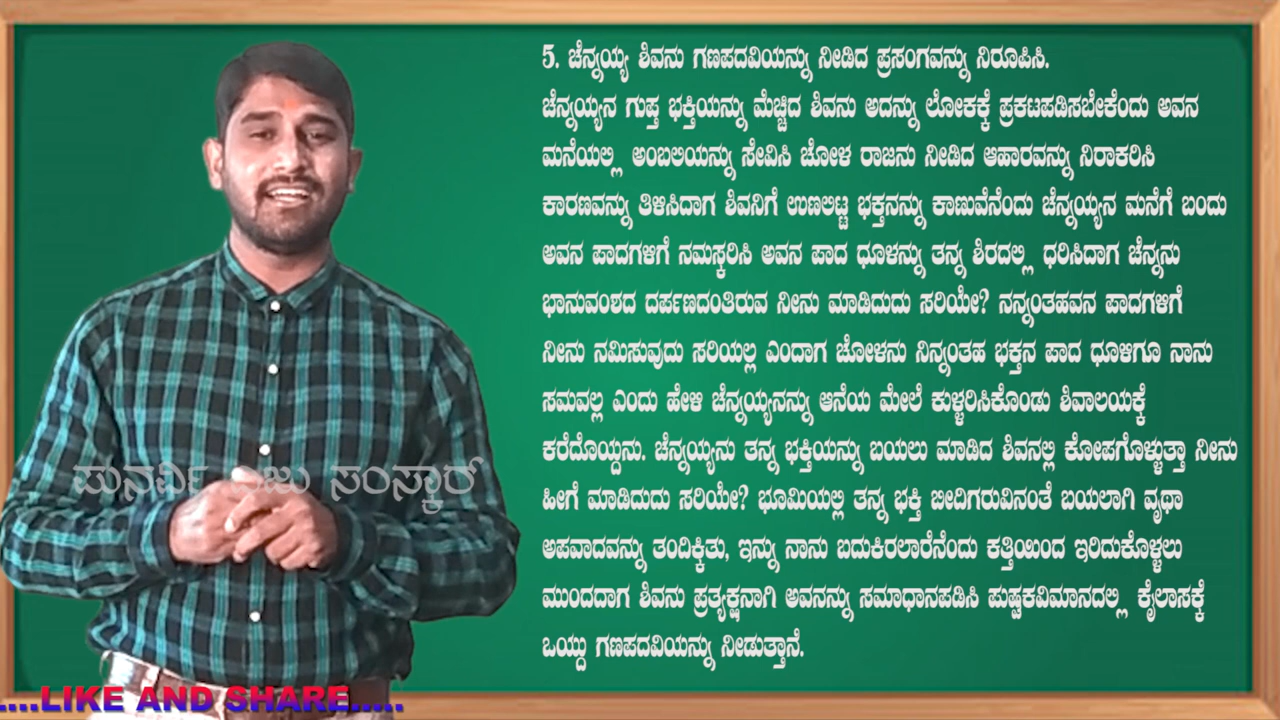 5. ಚೆನ್ನಯ್ಯ ಶಿವನು ಗಣಪದವಿಯನ್ನು ನೀಡಿದ ಪ್ರಸಂಗವನ್ನು ನಿರೂಪಿಸಿ.
ಚೆನ್ನಯ್ಯನ ಗುಪ್ತ ಭಕ್ತಿಯನ್ನು ಮೆಚ್ಚಿದ ಶಿವನು ಅದನ್ನು ಲೋಕಕ್ಕೆ ಪ್ರಕಟಪಡಿಸಬೇಕೆಂದು ಅವನ
ಮನೆಯಲ್ಲಿ ಅಂಬಲಿಯನ್ನು ಸೇವಿಸಿ ಚೋಳ ರಾಜನು ನೀಡಿದ ಆಹಾರವನ್ನು ನಿರಾಕರಿಸಿ
ಕಾರಣವನ್ನು ತಿಳಿಸಿದಾಗ ಶಿವನಿಗೆ ಉಣಲಿಟ್ಟ ಭಕ್ತನನ್ನು ಕಾಣುವೆನೆಂದು ಚೆನ್ನಯ್ಯನ ಮನೆಗೆ ಬಂದು
ಅವನ ಪಾದಗಳಿಗೆ ನಮಸ್ಕರಿಸಿ ಅವನ ಪಾದ ಧೂಳನ್ನು ತನ್ನ ಶಿರದಲ್ಲಿ ಧರಿಸಿದಾಗ ಚೆನ್ನನು
ಭಾನುವಂಶದ ದರ್ಪಣದಂತಿರುವ ನೀನು ಮಾಡಿದುದು ಸರಿಯೇ? ನನ್ನಂತಹವನ ಪಾದಗಳಿಗೆ
ನೀನು ನಮಿಸುವುದು ಸರಿಯಲ್ಲ ಎಂದಾಗ ಚೋಳನು ನಿನ್ನಂತಹ ಭಕ್ತನ ಪಾದ ಧೂಳಿಗೂ ನಾನು
ಸಮವಲ್ಲ ಎಂದು ಹೇಳಿ ಚೆನ್ನಯ್ಯನನ್ನು ಆನೆಯ ಮೇಲೆ ಕುಳ್ಳರಿಸಿಕೊಂಡು ಶಿವಾಲಯಕ್ಕೆ
ಕರೆದೊಯ್ದನು. ಚೆನ್ನಯ್ಯನು ತನ್ನ ಭಕ್ತಿಯನ್ನು ಬಯಲು ಮಾಡಿದ ಶಿವನಲ್ಲಿ ಕೋಪಗೊಳ್ಳುತ್ತಾ ನೀನು
ಹೀಗೆ ಮಾಡಿದುದು ಸರಿಯೇ? ಭೂಮಿಯಲ್ಲಿ ತನ್ನ ಭಕ್ತಿ ಬೀದಿಗರುವಿನಂತೆ ಬಯಲಾಗಿ ವೃಥಾ
ಅಪವಾದವನ್ನು ತಂದಿಕ್ಕಿತು, ಇನ್ನು ನಾನು ಬದುಕಿರಲಾರೆನೆಂದು ಕತ್ತಿಯಿಂದ ಇರಿದುಕೊಳ್ಳಲು
ಮುಂದದಾಗ ಶಿವನು ಪ್ರತ್ಯಕ್ಷನಾಗಿ ಅವನನ್ನು ಸಮಾಧಾನಪಡಿಸಿ ಪುಷ್ಪಕವಿಮಾನದಲ್ಲಿ ಕೈಲಾಸಕ್ಕೆ
ಒಯ್ದು ಗಣಪದವಿಯನ್ನು ನೀಡುತ್ತಾನೆ.
ಸಂಸ್ಕಾರ್
....LIKE AND SHARE.....